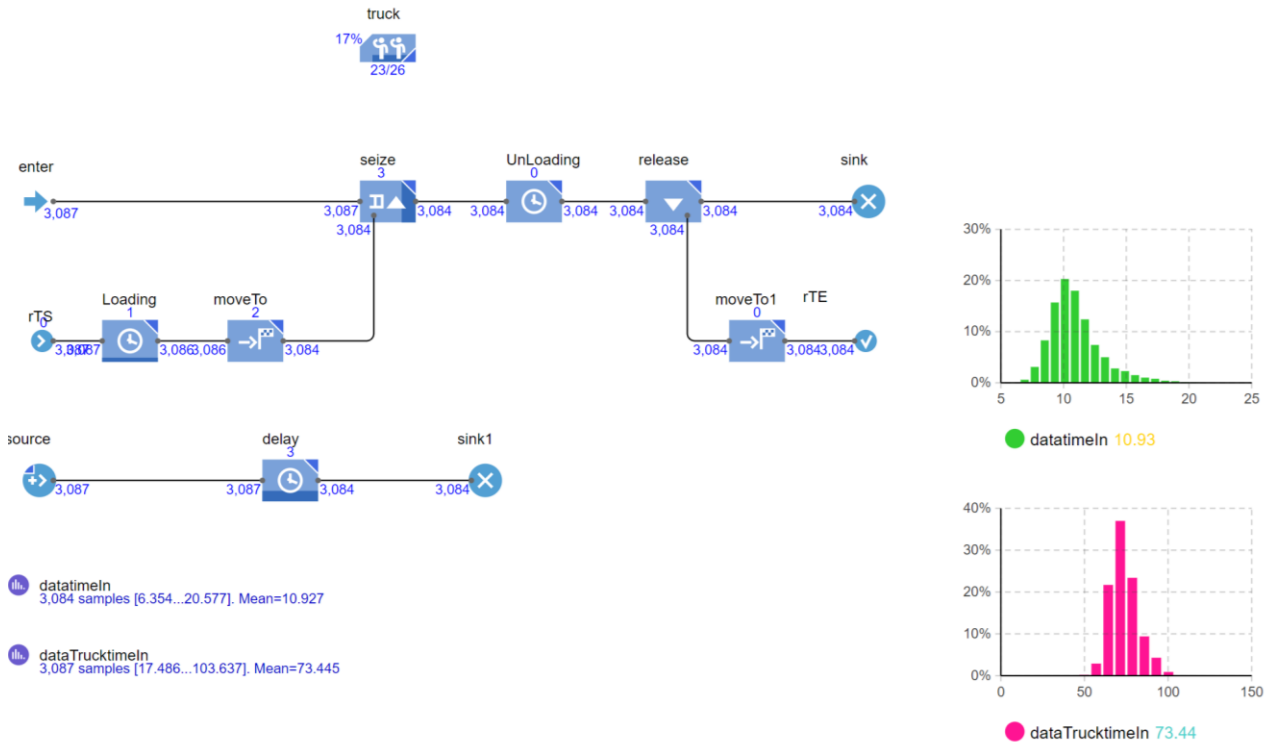 truck
17%
23/26
enter
3,087
seize
3
3,087
3,084
3,084
UnLoading
0
3,084
3,084
release
3,084
3,084
3,084
sink
3,084
rTS
0
3,087
Loading
1
3,087
3,086
moveTo
2
3,086
3,084
moveTo1
0
3,084
3,084
rTE
3,084
source
3,087
delay
3
3,087
3,084
sink1
3,084
datatimeIn
3,084 samples [6.354...20.577]. Mean=10.927
dataTrucktimeIn
3,087 samples [17.486...103.637]. Mean=73.445
30%
20%
10%
0%
5 10 15 20 25
datatimeIn 10.93
40%
30%
20%
10%
0%
0 50 100 150
dataTrucktimeIn 73.44